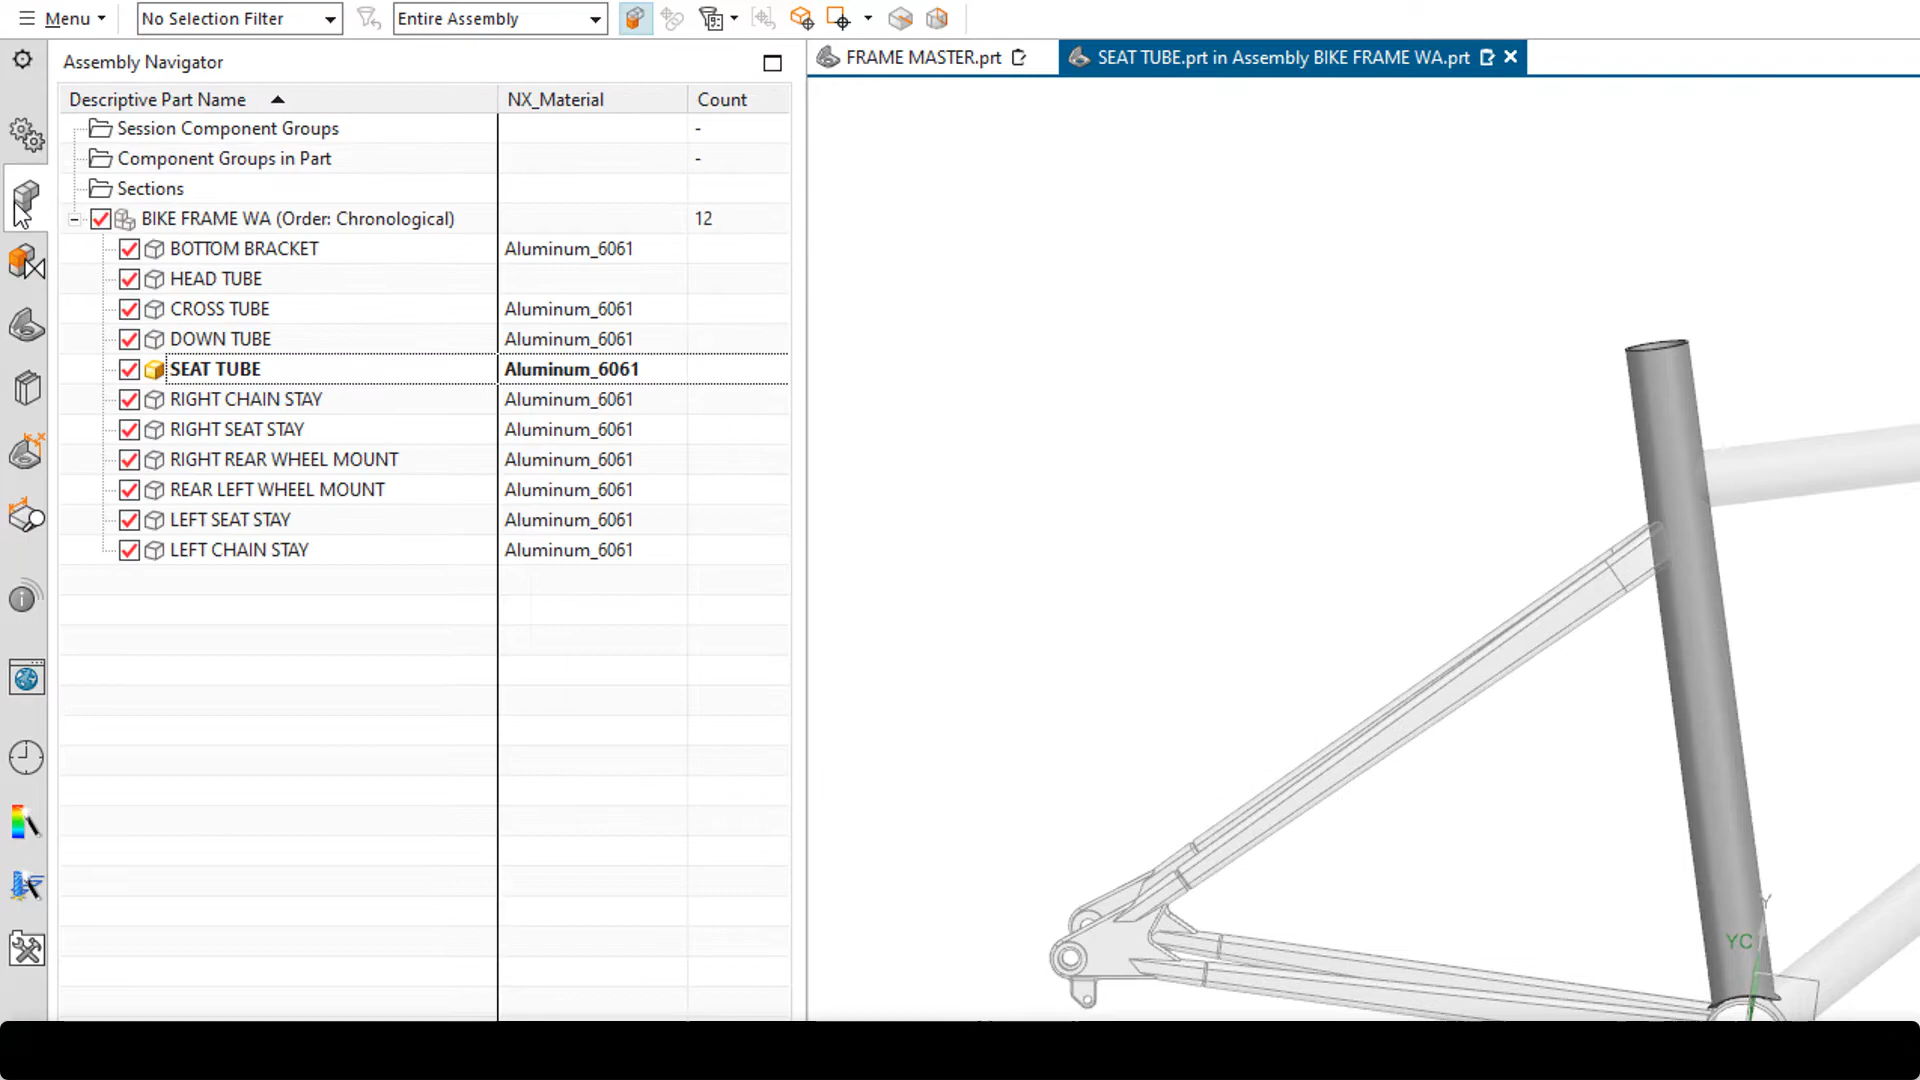 Menu
No Selection Filter
Entire Assembly
Assembly Navigator
FRAME MASTER.prt
SEAT TUBE.prt in Assembly BIKE FRAME WA.prt
Descriptive Part Name NX_Material Count
Session Component Groups -
Component Groups in Part -
Sections
BIKE FRAME WA (Order: Chronological) 12
BOTTOM BRACKET Aluminum_6061
HEAD TUBE
CROSS TUBE Aluminum_6061
DOWN TUBE Aluminum_6061
SEAT TUBE Aluminum_6061
RIGHT CHAIN STAY Aluminum_6061
RIGHT SEAT STAY Aluminum_6061
RIGHT REAR WHEEL MOUNT Aluminum_6061
REAR LEFT WHEEL MOUNT Aluminum_6061
LEFT SEAT STAY Aluminum_6061
LEFT CHAIN STAY Aluminum_6061
Y
YC